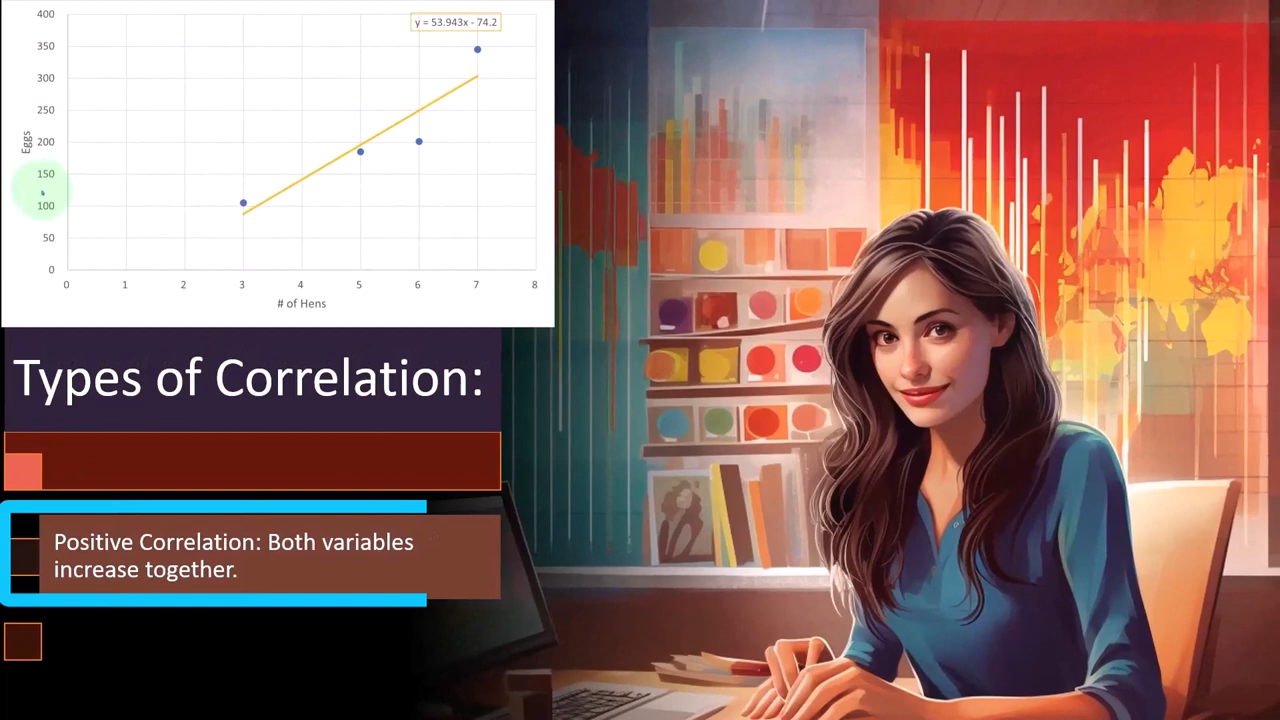 y = 53.943x - 74.2
400
350
300
250
200
150
100
50
0
Eggs
0 1 2 3 4 5 6 7 8
# of Hens
Types of Correlation:
Positive Correlation: Both variables
increase together.